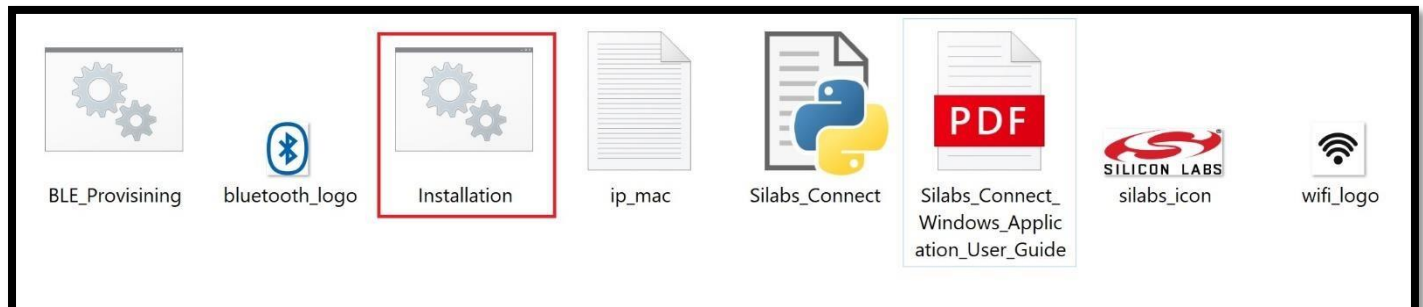 PDF
SILICON LABS
BLE_Provisining
bluetooth_logo
Installation
ip_mac
Silabs_Connect
Silabs_Connect_
Windows_Applic
ation_User_Guide
silabs_icon
wifi_logo